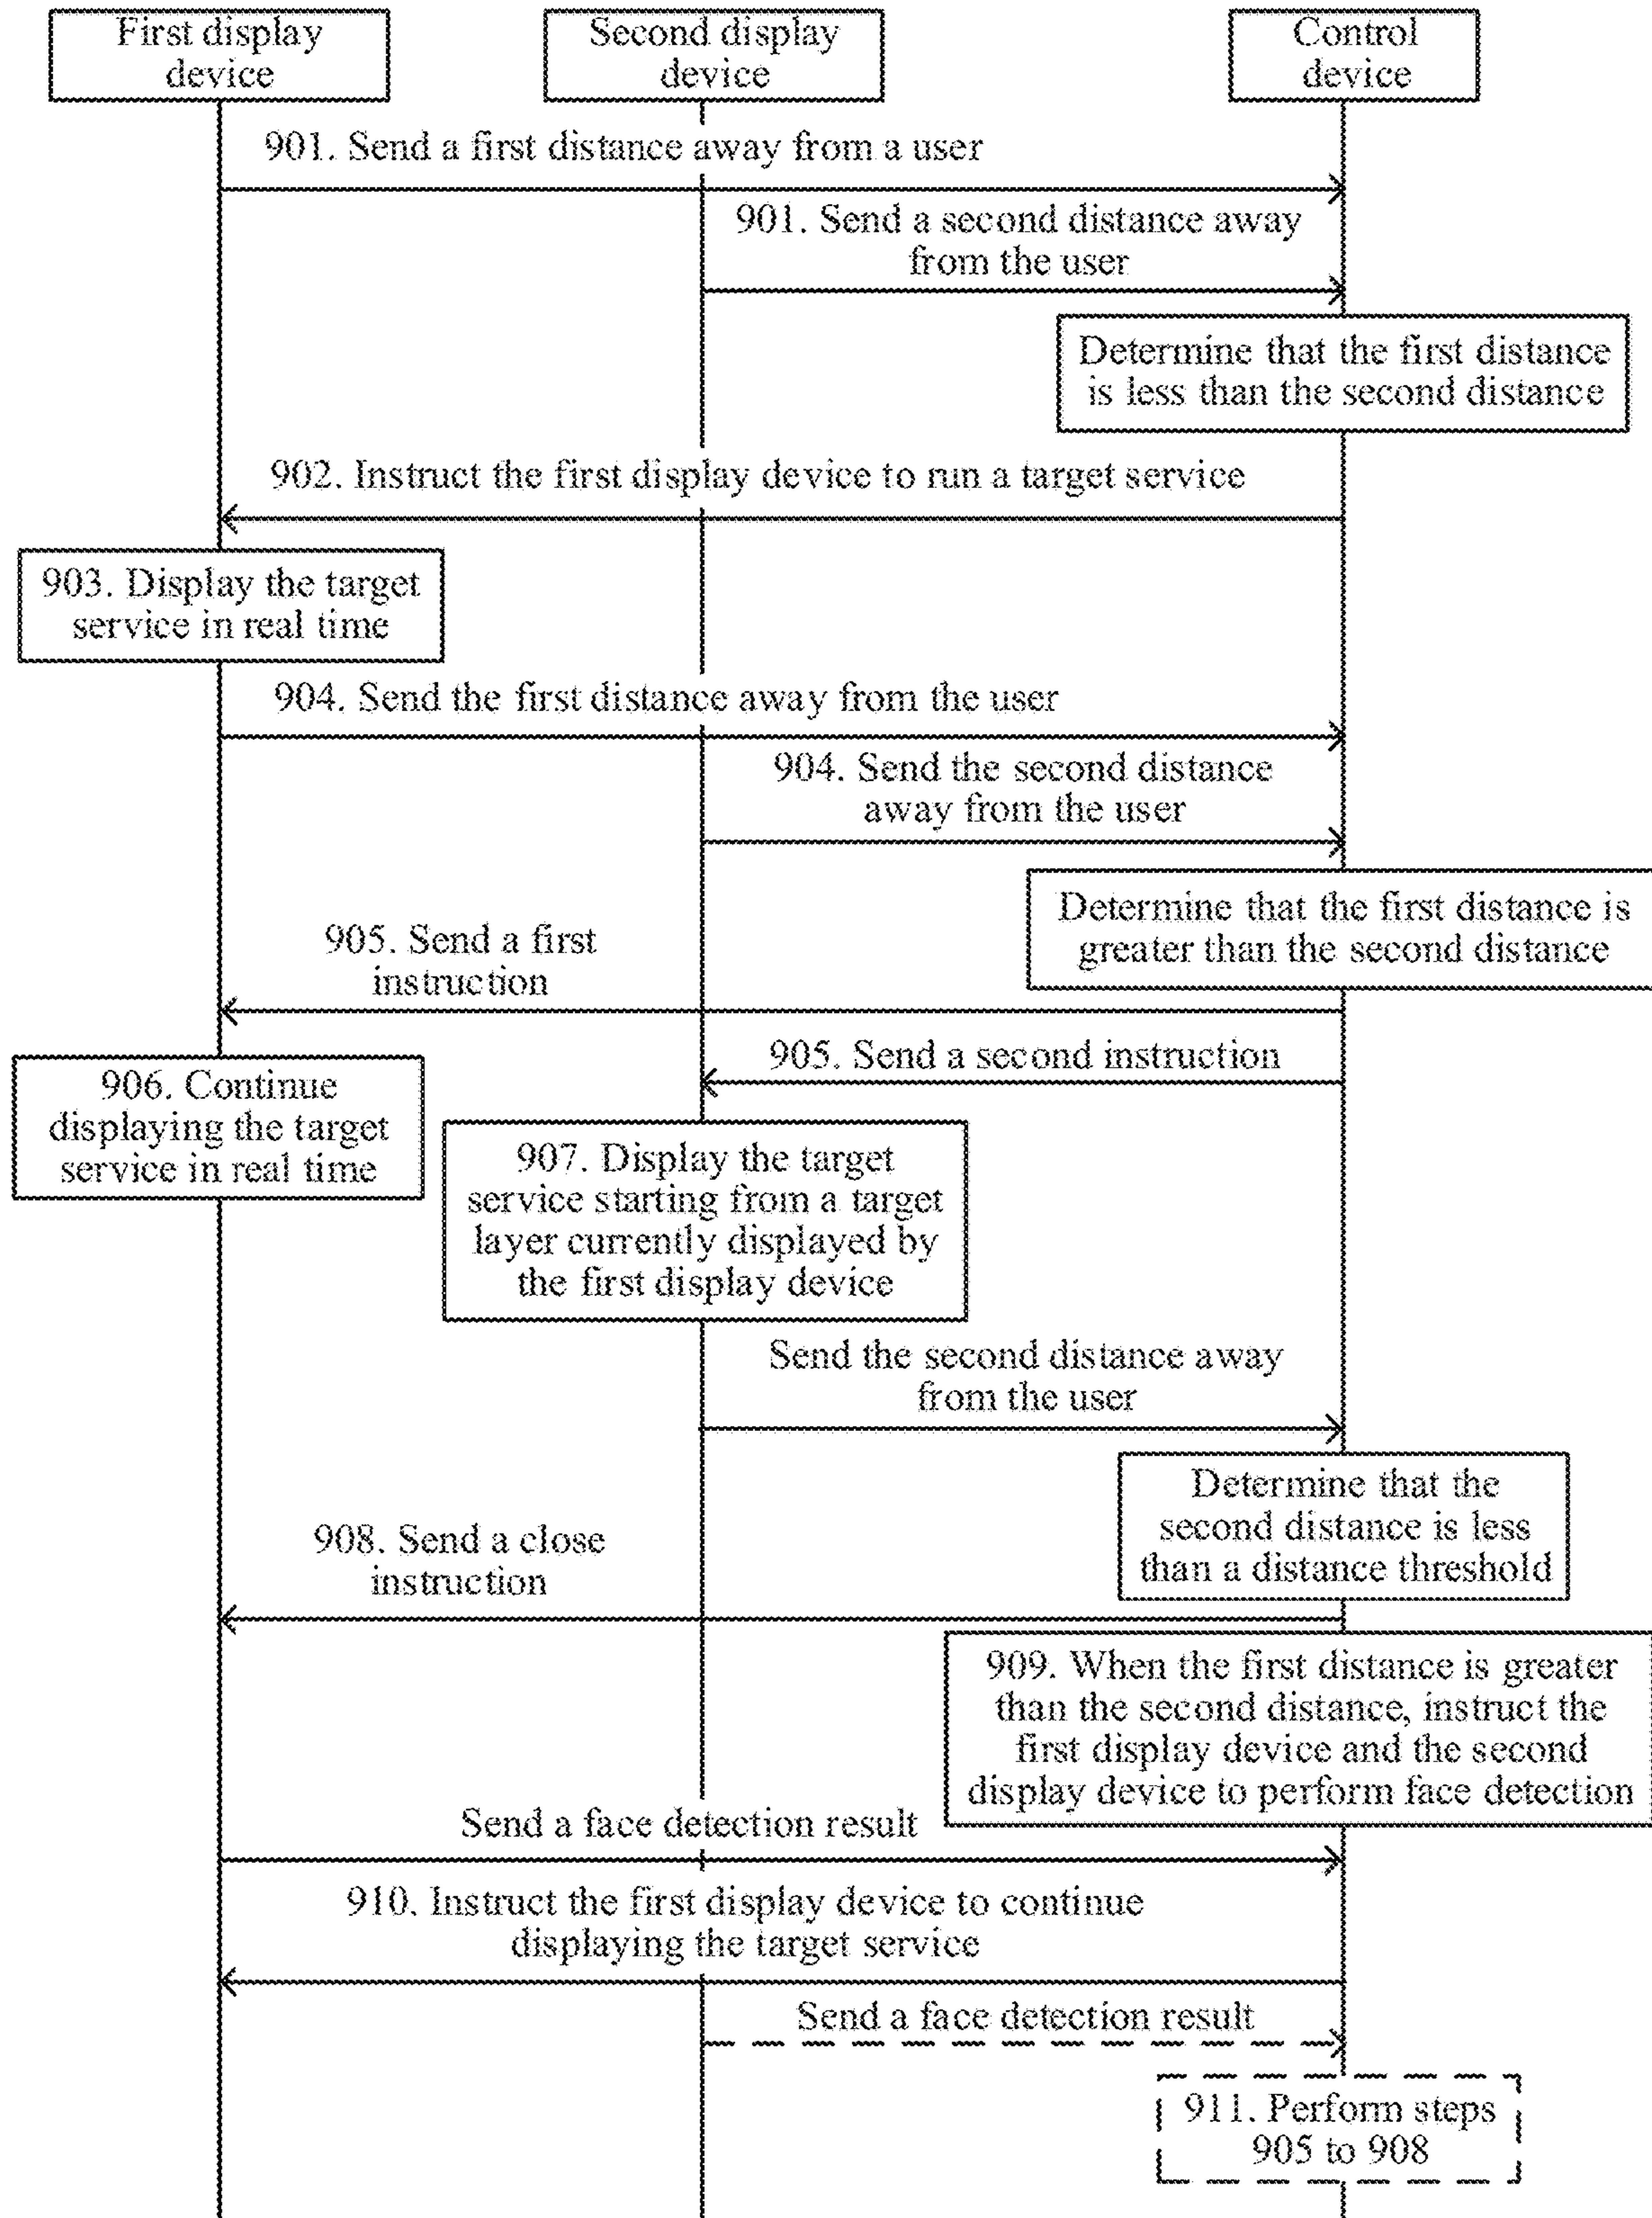 First display
device
Second display
device
Control
device
901. Send a first distance away from a user
901. Send a second distance away
from the user
Determine that the first distance
is less than the second distance
902. Instruct the first display device to run a target service
903. Display the target
service in real time
904. Send the first distance away from the user
904. Send the second distance
away from the user
Determine that the first distance is
greater than the second distance
905. Send a first
instruction
905. Send a second instruction
906. Continue
displaying the target
service in real time
907. Display the target
service starting from a target
layer currently displayed by
the first display device
Send the second distance away
from the user
Determine that the
second distance is less
than a distance threshold
908. Send a close
instruction
909. When the first distance is greater
than the second distance, instruct the
first display device and the second
display device to perform face detection
Send a face detection result
910. Instruct the first display device to continue
displaying the target service
Send a face detection result
911. Perform steps
905 to 908